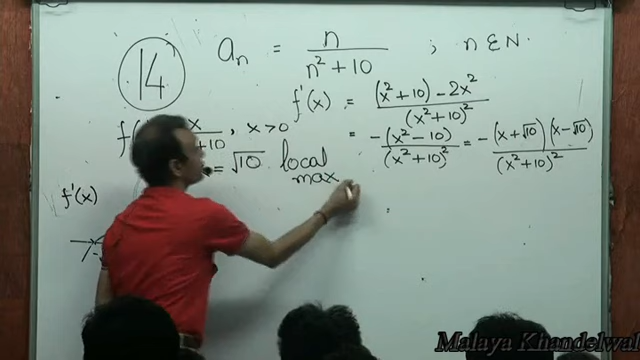 14 aₙ = n / (n² + 10) ; n ∈ N.
f'(x) = ((x² + 10) - 2x²) / (x² + 10)²
x / +10 , x > 0
= -(x² - 10) / (x² + 10)² = -(x + √10)(x - √10) / (x² + 10)²
= √10 local max
f'(x)
Malaya Khandelwal